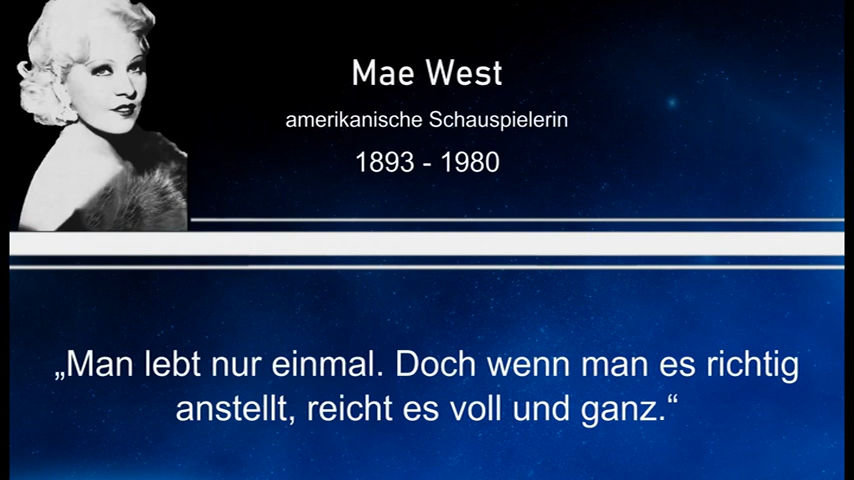 Mae West
amerikanische Schauspielerin
1893 - 1980
„Man lebt nur einmal. Doch wenn man es richtig
anstellt, reicht es voll und ganz.“